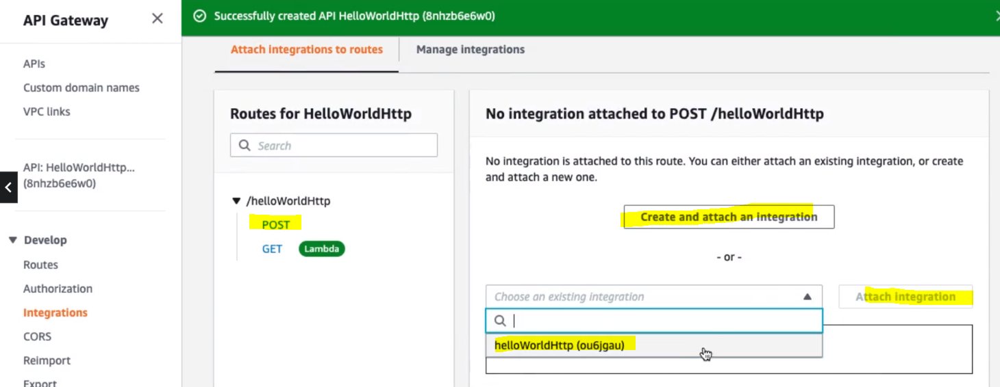 API Gateway
Successfully created API HelloWorldHttp (8nhzb6e6w0)
APIs
Custom domain names
VPC links
API: HelloWorldHttp...
(8nhzb6e6w0)
Develop
Routes
Authorization
Integrations
CORS
Reimport
Export
Attach integrations to routes
Manage integrations
Routes for HelloWorldHttp
Search
/helloWorldHttp
POST
GET Lambda
No integration attached to POST /helloWorldHttp
No integration is attached to this route. You can either attach an existing integration, or create
and attach a new one.
Create and attach an integration
- or -
Choose an existing integration
Attach integration
helloWorldHttp (ou6jgau)